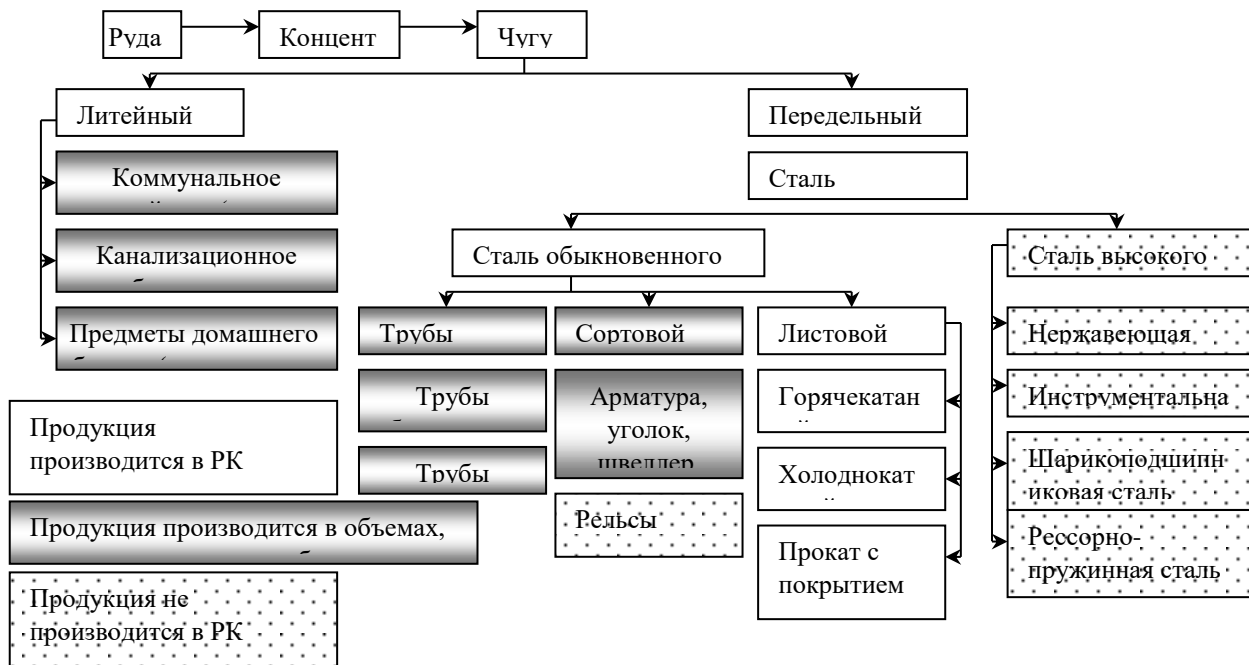 Руда
Концент
Чугу
Литейный
Передельный
Коммунальное
Сталь
Канализационное
Сталь обыкновенного
Сталь высокого
Предметы домашнего
Трубы
Сортовой
Листовой
Нержавеющая
Трубы
Арматура,
уголок,
швеллер
Горячекатан
Инструментальна
Продукция
производится в РК
Трубы
Холоднокат
Шарикоподшипн
иковая сталь
Продукция производится в объемах,
Рельсы
Прокат с
покрытием
Рессорно-
пружинная сталь
Продукция не
производится в РК